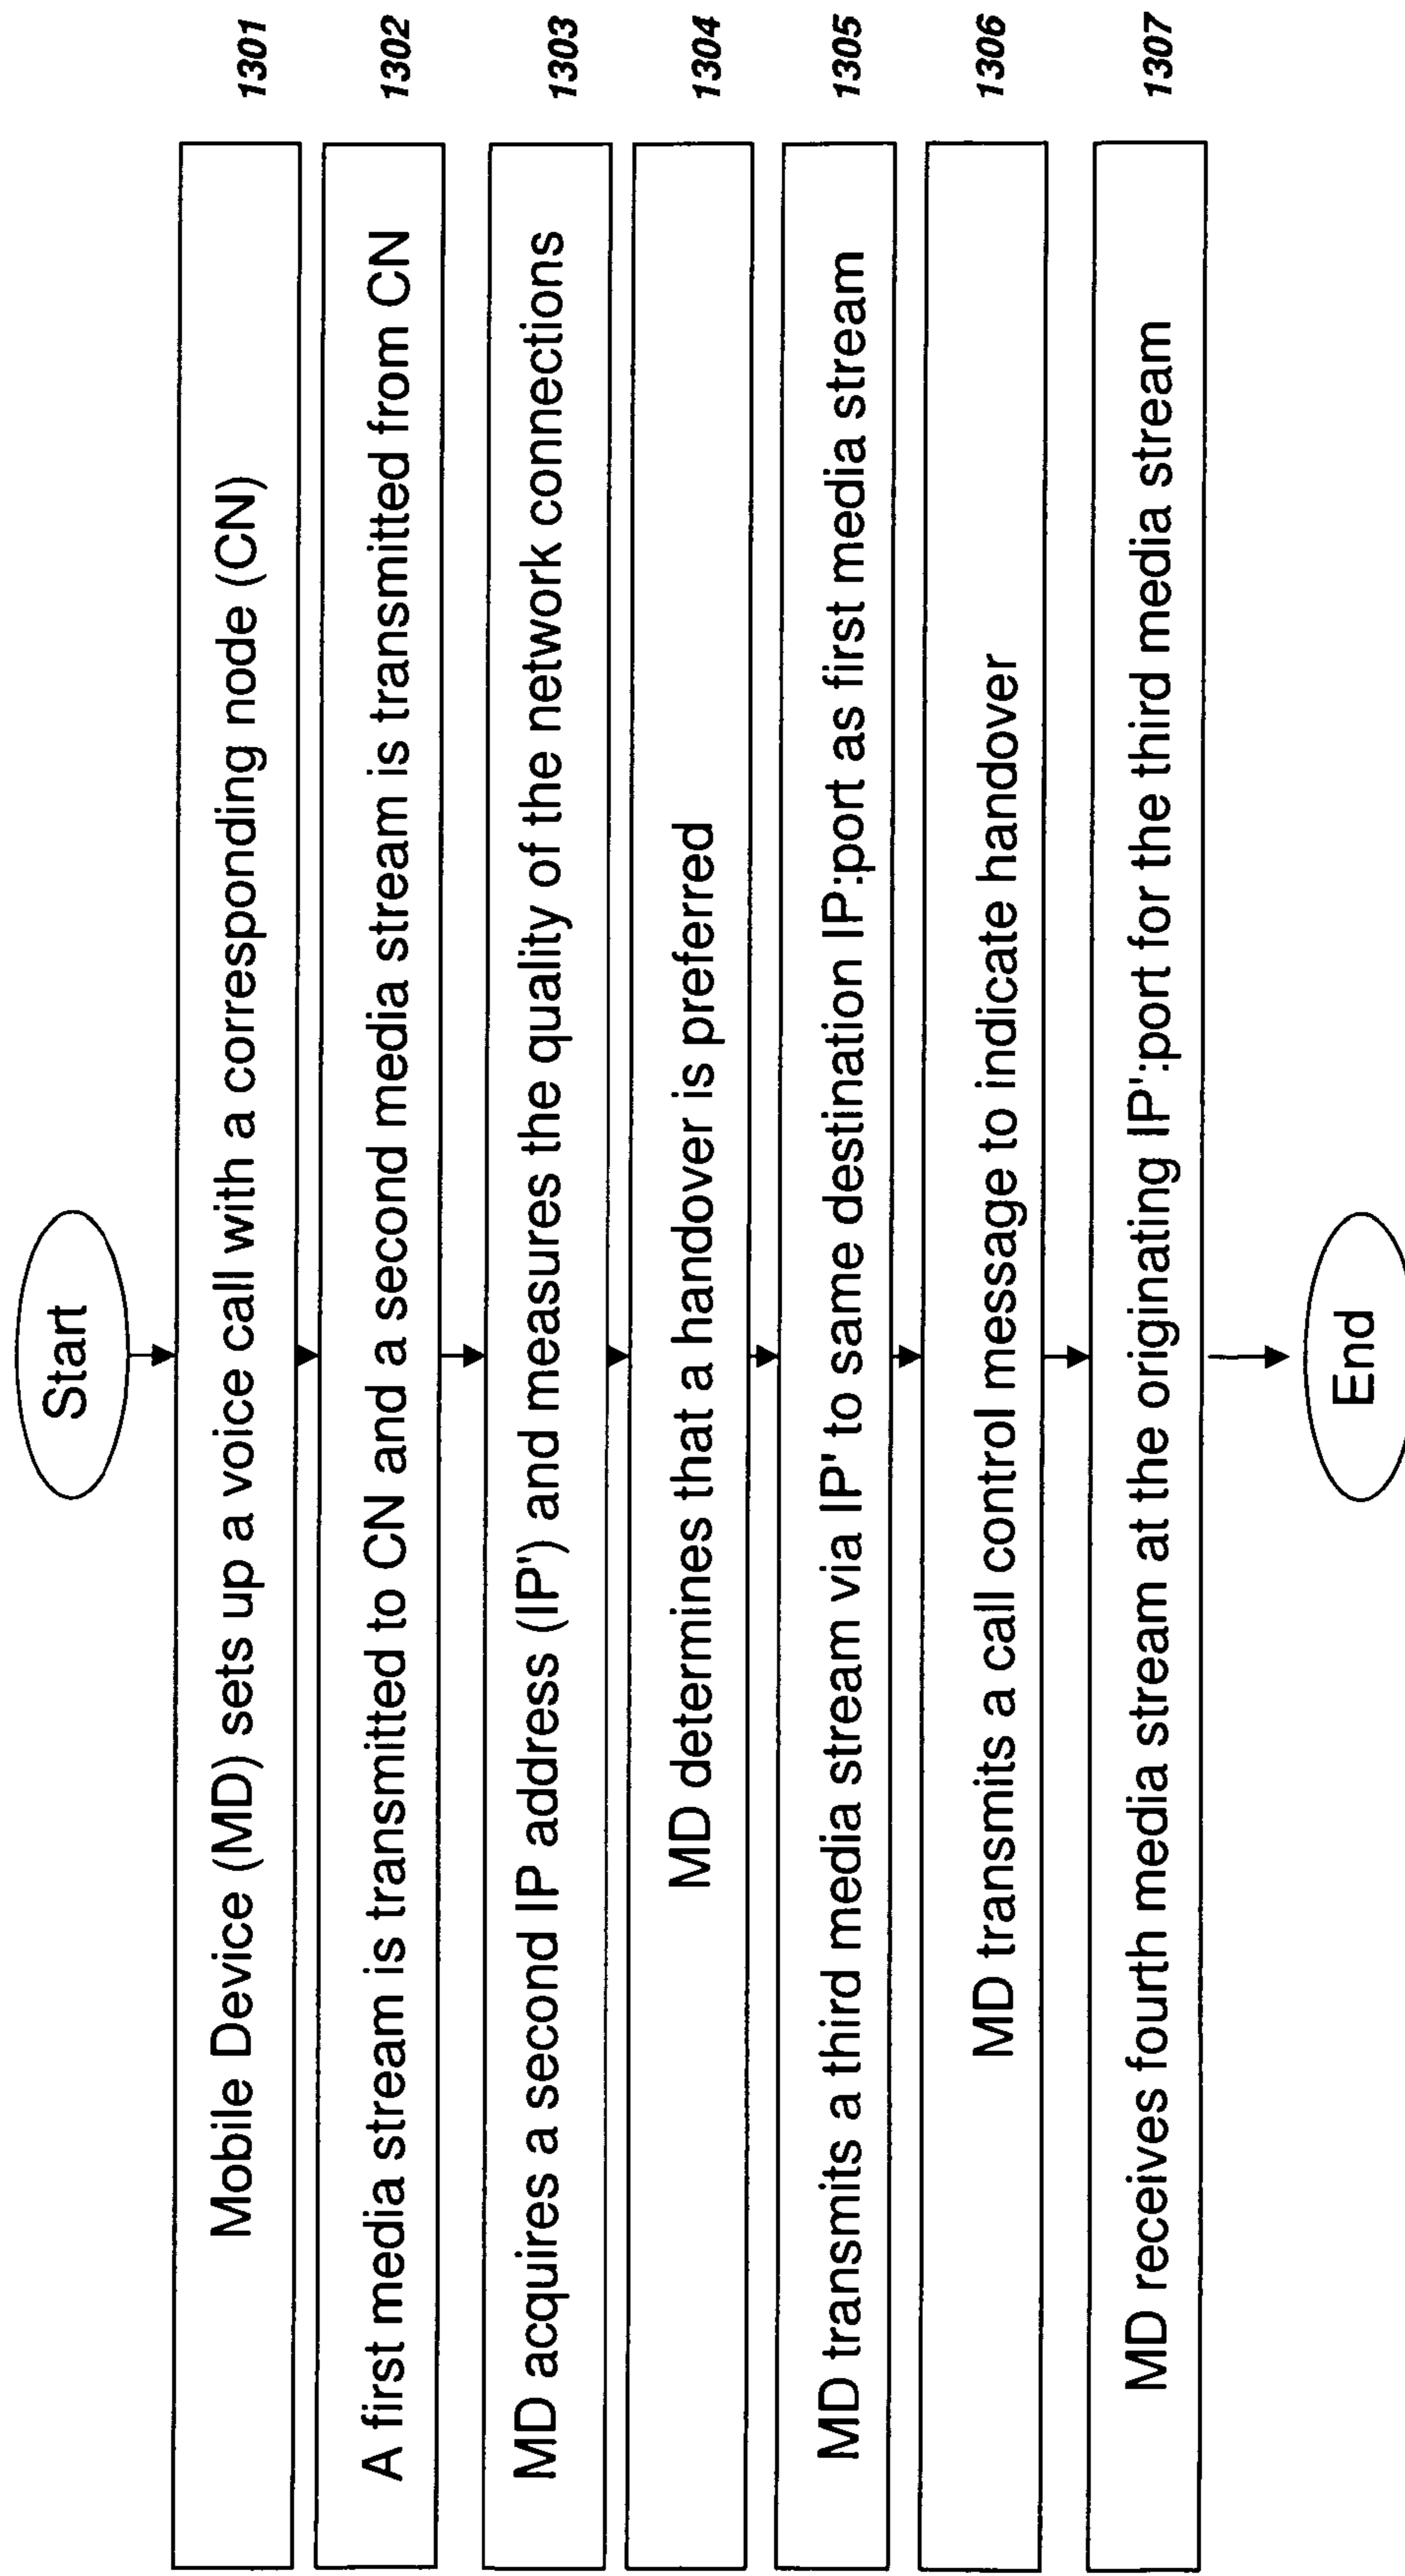 Start
Mobile Device (MD) sets up a voice call with a corresponding node (CN)
1301
A first media stream is transmitted to CN and a second media stream is transmitted from CN
1302
MD acquires a second IP address (IP') and measures the quality of the network connections
1303
MD determines that a handover is preferred
1304
MD transmits a third media stream via IP' to same destination IP:port as first media stream
1305
MD transmits a call control message to indicate handover
1306
MD receives fourth media stream at the originating IP':port for the third media stream
1307
End